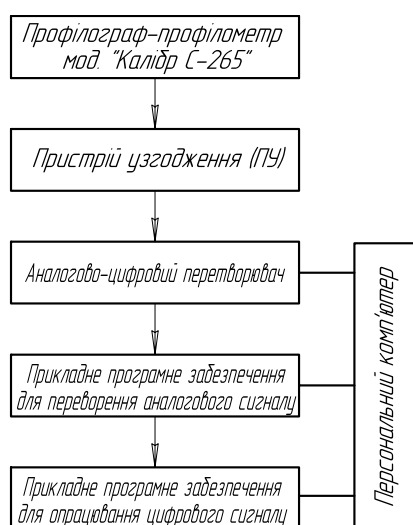 Профілограф-профілометр
мод. "Калібр С-265"
Пристрій узгодження (ПУ)
Аналогово-цифровий перетворювач
Прикладне програмне забезпечення
для переворення аналогового сигналу
Прикладне програмне забезпечення
для опрацювання цифрового сигналу
Персональний комп'ютер